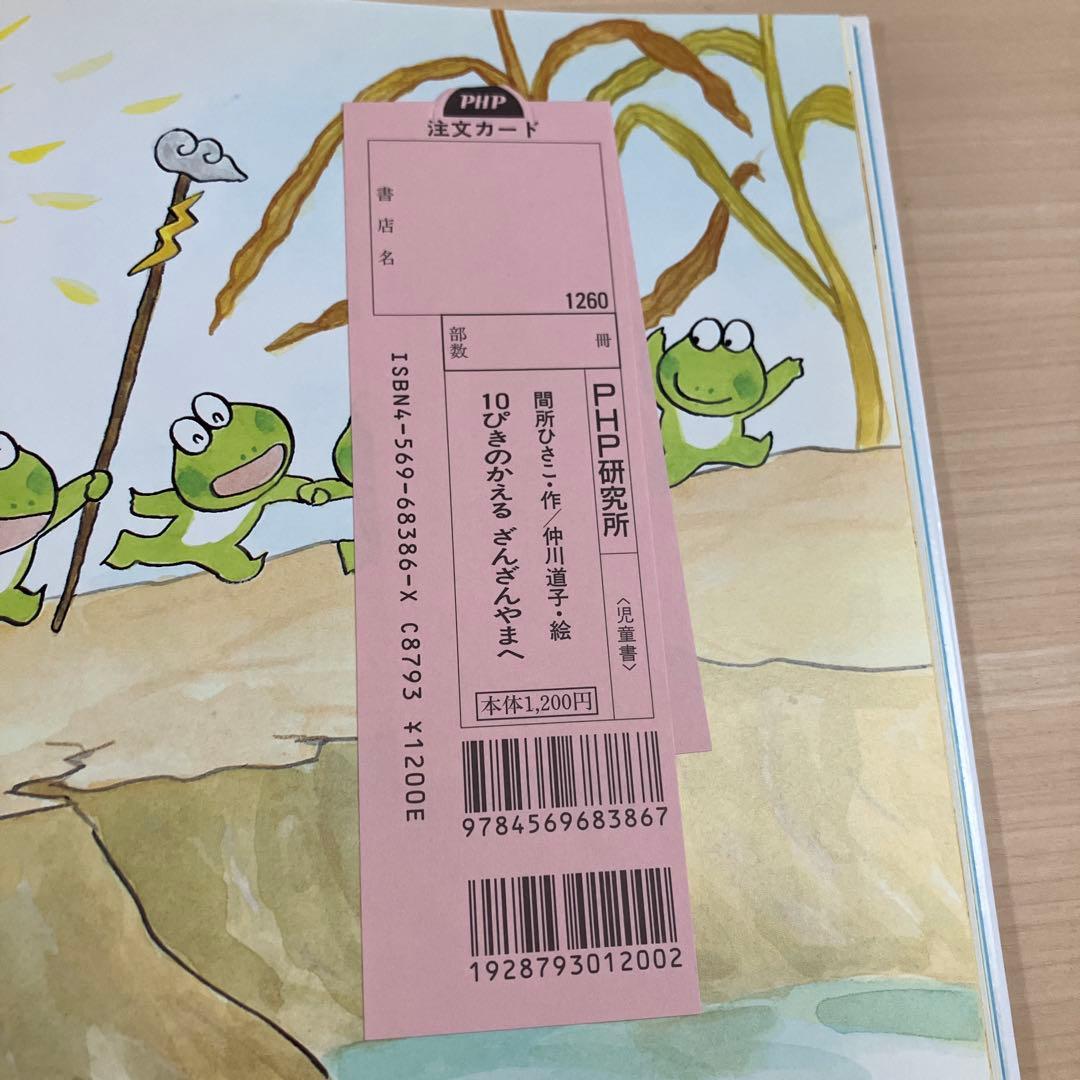 PHP
注文カード
書店名
1260
部数
冊
PHP研究所
〈児童書〉
間所ひさこ・作/仲川道子・絵
10ぴきのかえる ざんざんやまへ
本体1,200円
ISBN4-569-68386-X C8793 ¥1200E
9784569683867
1928793012002